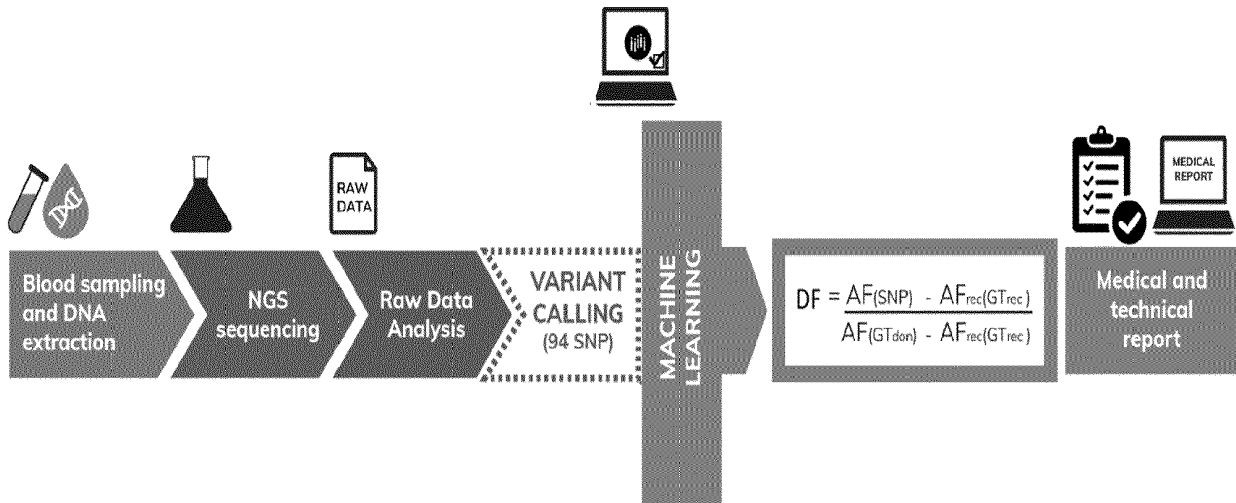 RAW
DATA
MEDICAL
REPORT
Blood sampling
and DNA
extraction
NGS
sequencing
Raw Data
Analysis
VARIANT
CALLING
(94 SNP)
MACHINE
LEARNING
DF = AF(SNP) - AFrec(GTrec)
AF(GTdon) - AFrec(GTrec)
Medical and
technical
report